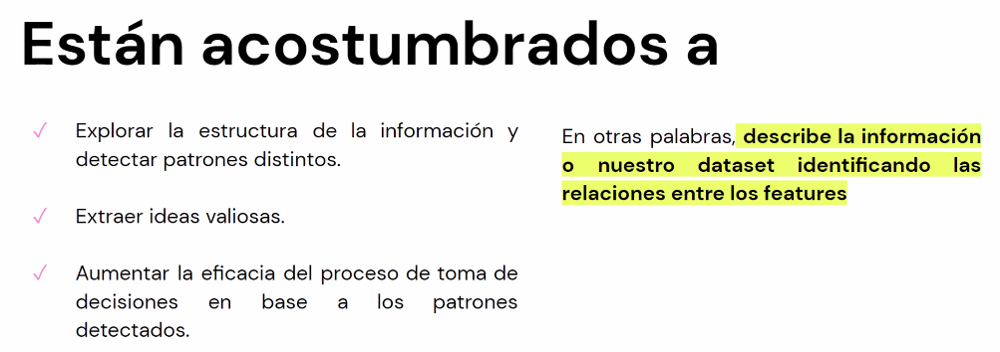 Están acostumbrados a
✓ Explorar la estructura de la información y
detectar patrones distintos.
✓ Extraer ideas valiosas.
✓ Aumentar la eficacia del proceso de toma de
decisiones en base a los patrones
detectados.
En otras palabras, describe la información
o nuestro dataset identificando las
relaciones entre los features